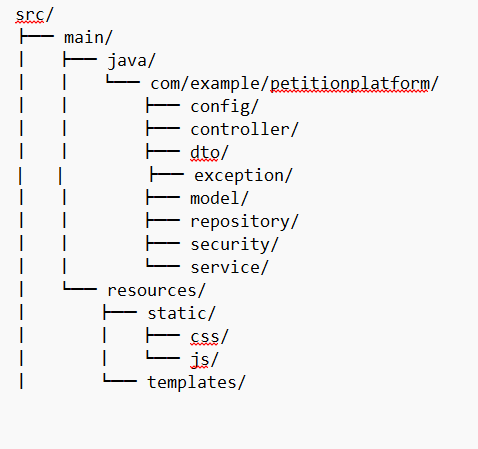 src/
├── main/
│   ├── java/
│   │   └── com/example/petitionplatform/
│   │       ├── config/
│   │       ├── controller/
│   │       ├── dto/
│   │       ├── exception/
│   │       ├── model/
│   │       ├── repository/
│   │       ├── security/
│   │       └── service/
│   └── resources/
│       ├── static/
│       │   ├── css/
│       │   └── js/
│       └── templates/